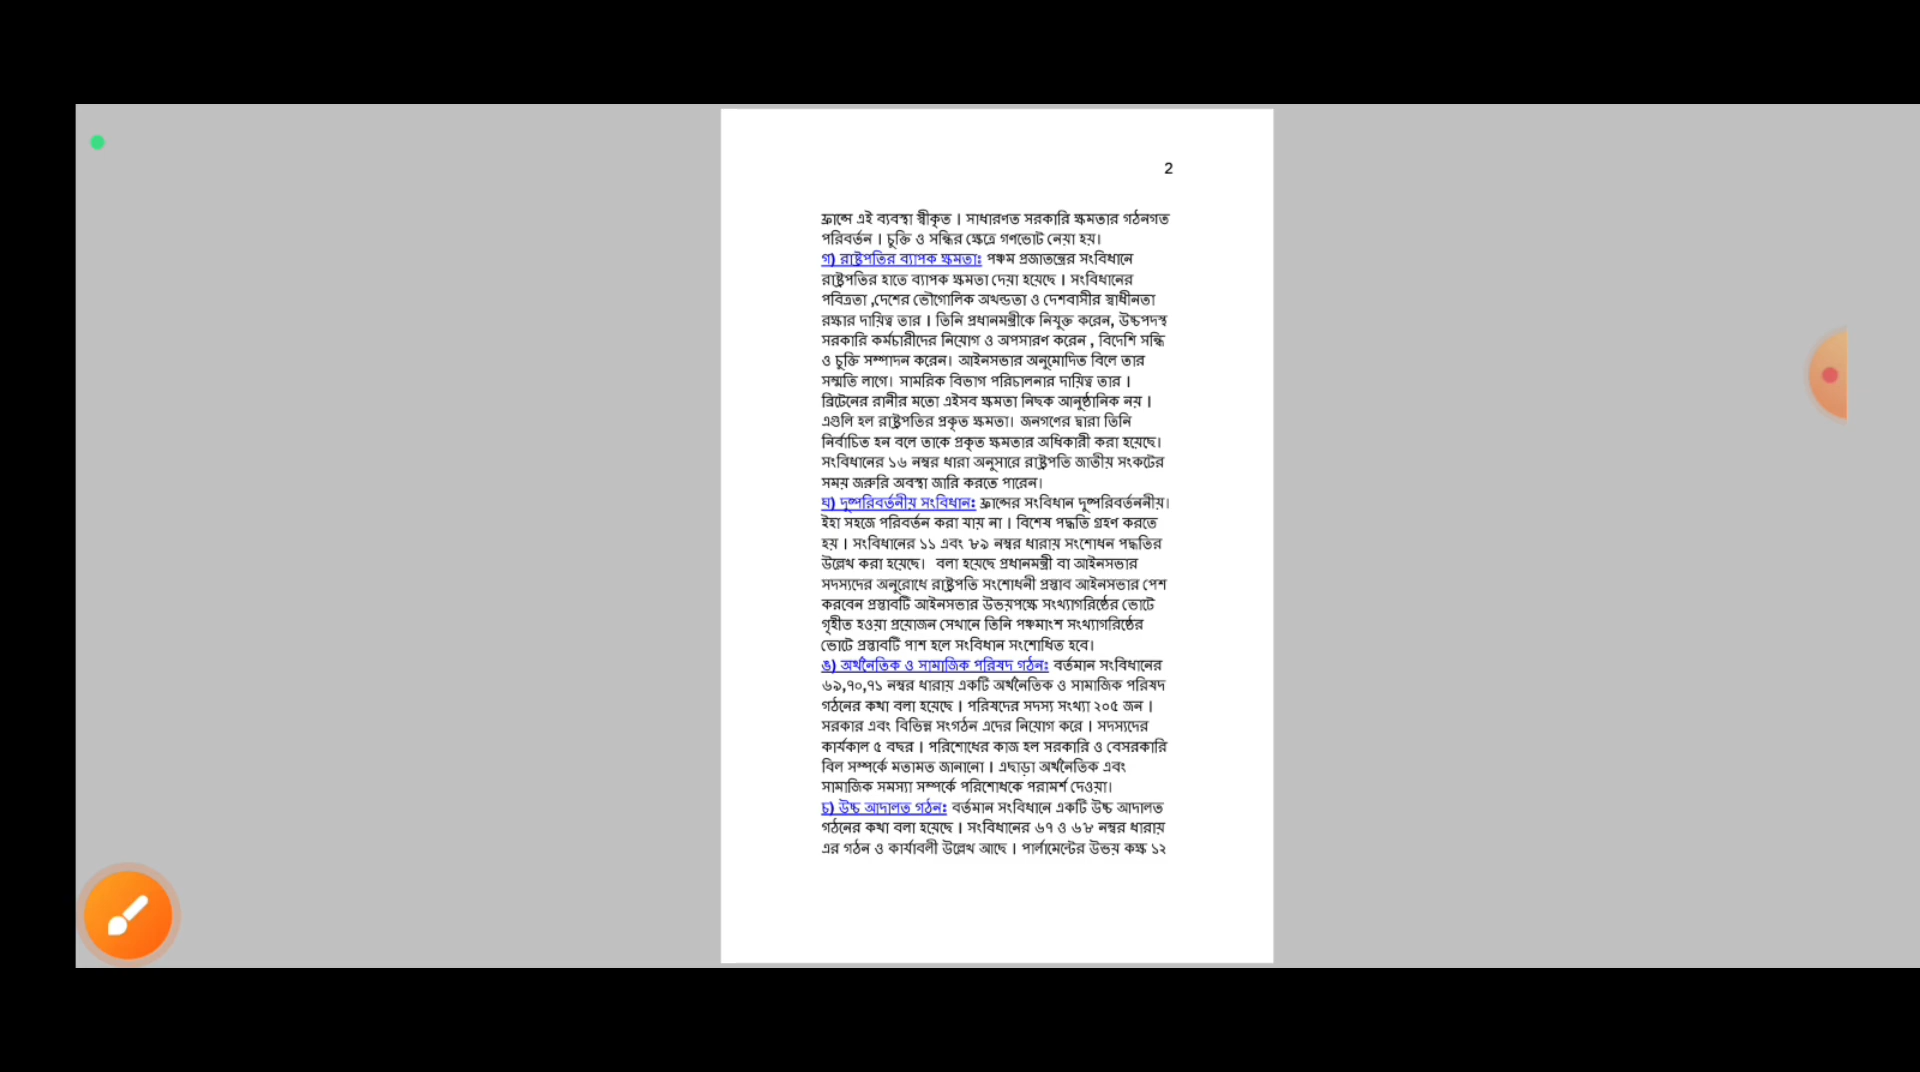 2
ফ্রান্সে এই ব্যবস্থা স্বীকৃত । সাধারণত সরকারি ক্ষমতার গঠনগত
পরিবর্তন । চুক্তি ও সন্ধির ক্ষেত্রে গণভোট নেয়া হয়।
গ) রাষ্ট্রপতির ব্যাপক ক্ষমতাঃ পঞ্চম প্রজাতন্ত্রের সংবিধানে
রাষ্ট্রপতির হাতে ব্যাপক ক্ষমতা দেয়া হয়েছে । সংবিধানের
পবিত্রতা ,দেশের ভৌগোলিক অখন্ডতা ও দেশবাসীর স্বাধীনতা
রক্ষার দায়িত্ব তার । তিনি প্রধানমন্ত্রীকে নিযুক্ত করেন, উচ্চপদস্থ
সরকারি কর্মচারীদের নিয়োগ ও অপসারণ করেন , বিদেশি সন্ধি
ও চুক্তি সম্পাদন করেন। আইনসভার অনুমোদিত বিলে তার
সম্মতি লাগে। সামরিক বিভাগ পরিচালনার দায়িত্ব তার ।
ব্রিটেনের রানীর মতো এইসব ক্ষমতা নিছক আনুষ্ঠানিক নয় ।
এগুলি হল রাষ্ট্রপতির প্রকৃত ক্ষমতা। জনগণের দ্বারা তিনি
নির্বাচিত হন বলে তাকে প্রকৃত ক্ষমতার অধিকারী করা হয়েছে।
সংবিধানের ১৬ নম্বর ধারা অনুসারে রাষ্ট্রপতি জাতীয় সংকটের
সময় জরুরি অবস্থা জারি করতে পারেন।
ঘ) দুষ্পরিবর্তনীয় সংবিধানঃ ফ্রান্সের সংবিধান দুষ্পরিবর্তননীয়।
ইহা সহজে পরিবর্তন করা যায় না । বিশেষ পদ্ধতি গ্রহণ করতে
হয় । সংবিধানের ১১ এবং ৮৯ নম্বর ধারায় সংশোধন পদ্ধতির
উল্লেখ করা হয়েছে। বলা হয়েছে প্রধানমন্ত্রী বা আইনসভার
সদস্যদের অনুরোধে রাষ্ট্রপতি সংশোধনী প্রস্তাব আইনসভার পেশ
করবেন প্রস্তাবটি আইনসভার উভয়পক্ষে সংখ্যাগরিষ্ঠের ভোটে
গৃহীত হওয়া প্রয়োজন সেখানে তিনি পঞ্চমাংশ সংখ্যাগরিষ্ঠের
ভোটে প্রস্তাবটি পাশ হলে সংবিধান সংশোধিত হবে।
ঙ) অর্থনৈতিক ও সামাজিক পরিষদ গঠনঃ বর্তমান সংবিধানের
৬৯,৭০,৭১ নম্বর ধারায় একটি অর্থনৈতিক ও সামাজিক পরিষদ
গঠনের কথা বলা হয়েছে । পরিষদের সদস্য সংখ্যা ২০৫ জন ।
সরকার এবং বিভিন্ন সংগঠন এদের নিয়োগ করে । সদস্যদের
কার্যকাল ৫ বছর । পরিশোধের কাজ হল সরকারি ও বেসরকারি
বিল সম্পর্কে মতামত জানানো । এছাড়া অর্থনৈতিক এবং
সামাজিক সমস্যা সম্পর্কে পরিশোধকে পরামর্শ দেওয়া।
চ) উচ্চ আদালত গঠনঃ বর্তমান সংবিধানে একটি উচ্চ আদালত
গঠনের কথা বলা হয়েছে । সংবিধানের ৬৭ ও ৬৮ নম্বর ধারায়
এর গঠন ও কার্যাবলী উল্লেখ আছে । পার্লামেন্টের উভয় কক্ষ ১২